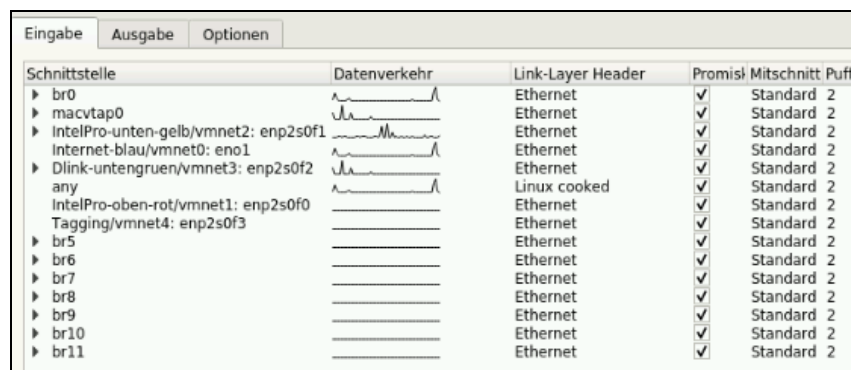 Eingabe Ausgabe Optionen
Schnittstelle Datenverkehr Link-Layer Header Promisk Mitschnitt Puff
br0 Ethernet Standard 2
macvtap0 Ethernet Standard 2
IntelPro-unten-gelb/vmnet2: enp2s0f1 Ethernet Standard 2
Internet-blau/vmnet0: eno1 Ethernet Standard 2
Dlink-untengruen/vmnet3: enp2s0f2 Ethernet Standard 2
any Linux cooked Standard 2
IntelPro-oben-rot/vmnet1: enp2s0f0 Ethernet Standard 2
Tagging/vmnet4: enp2s0f3 Ethernet Standard 2
br5 Ethernet Standard 2
br6 Ethernet Standard 2
br7 Ethernet Standard 2
br8 Ethernet Standard 2
br9 Ethernet Standard 2
br10 Ethernet Standard 2
br11 Ethernet Standard 2